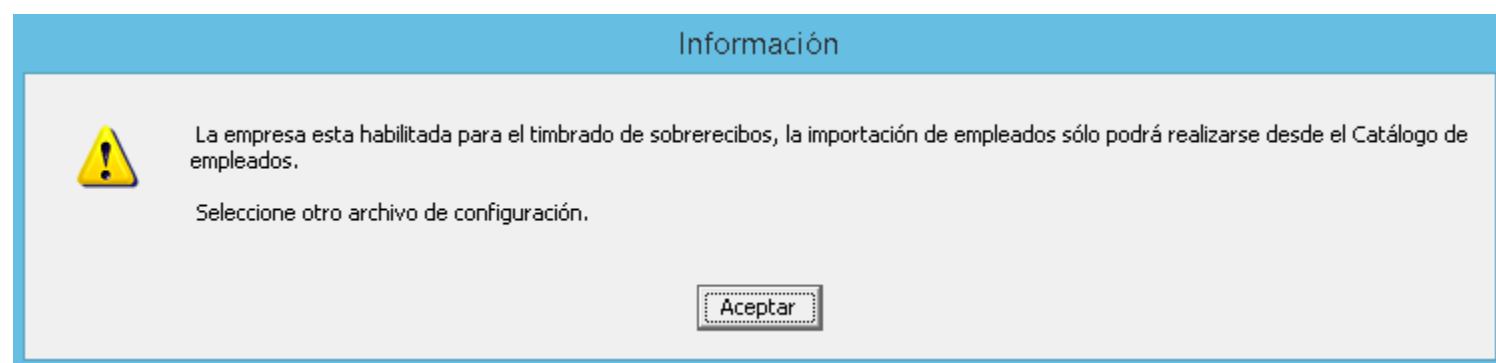 Información
La empresa esta habilitada para el timbrado de sobrerecibos, la importación de empleados sólo podrá realizarse desde el Catálogo de
empleados.
Seleccione otro archivo de configuración.
Aceptar